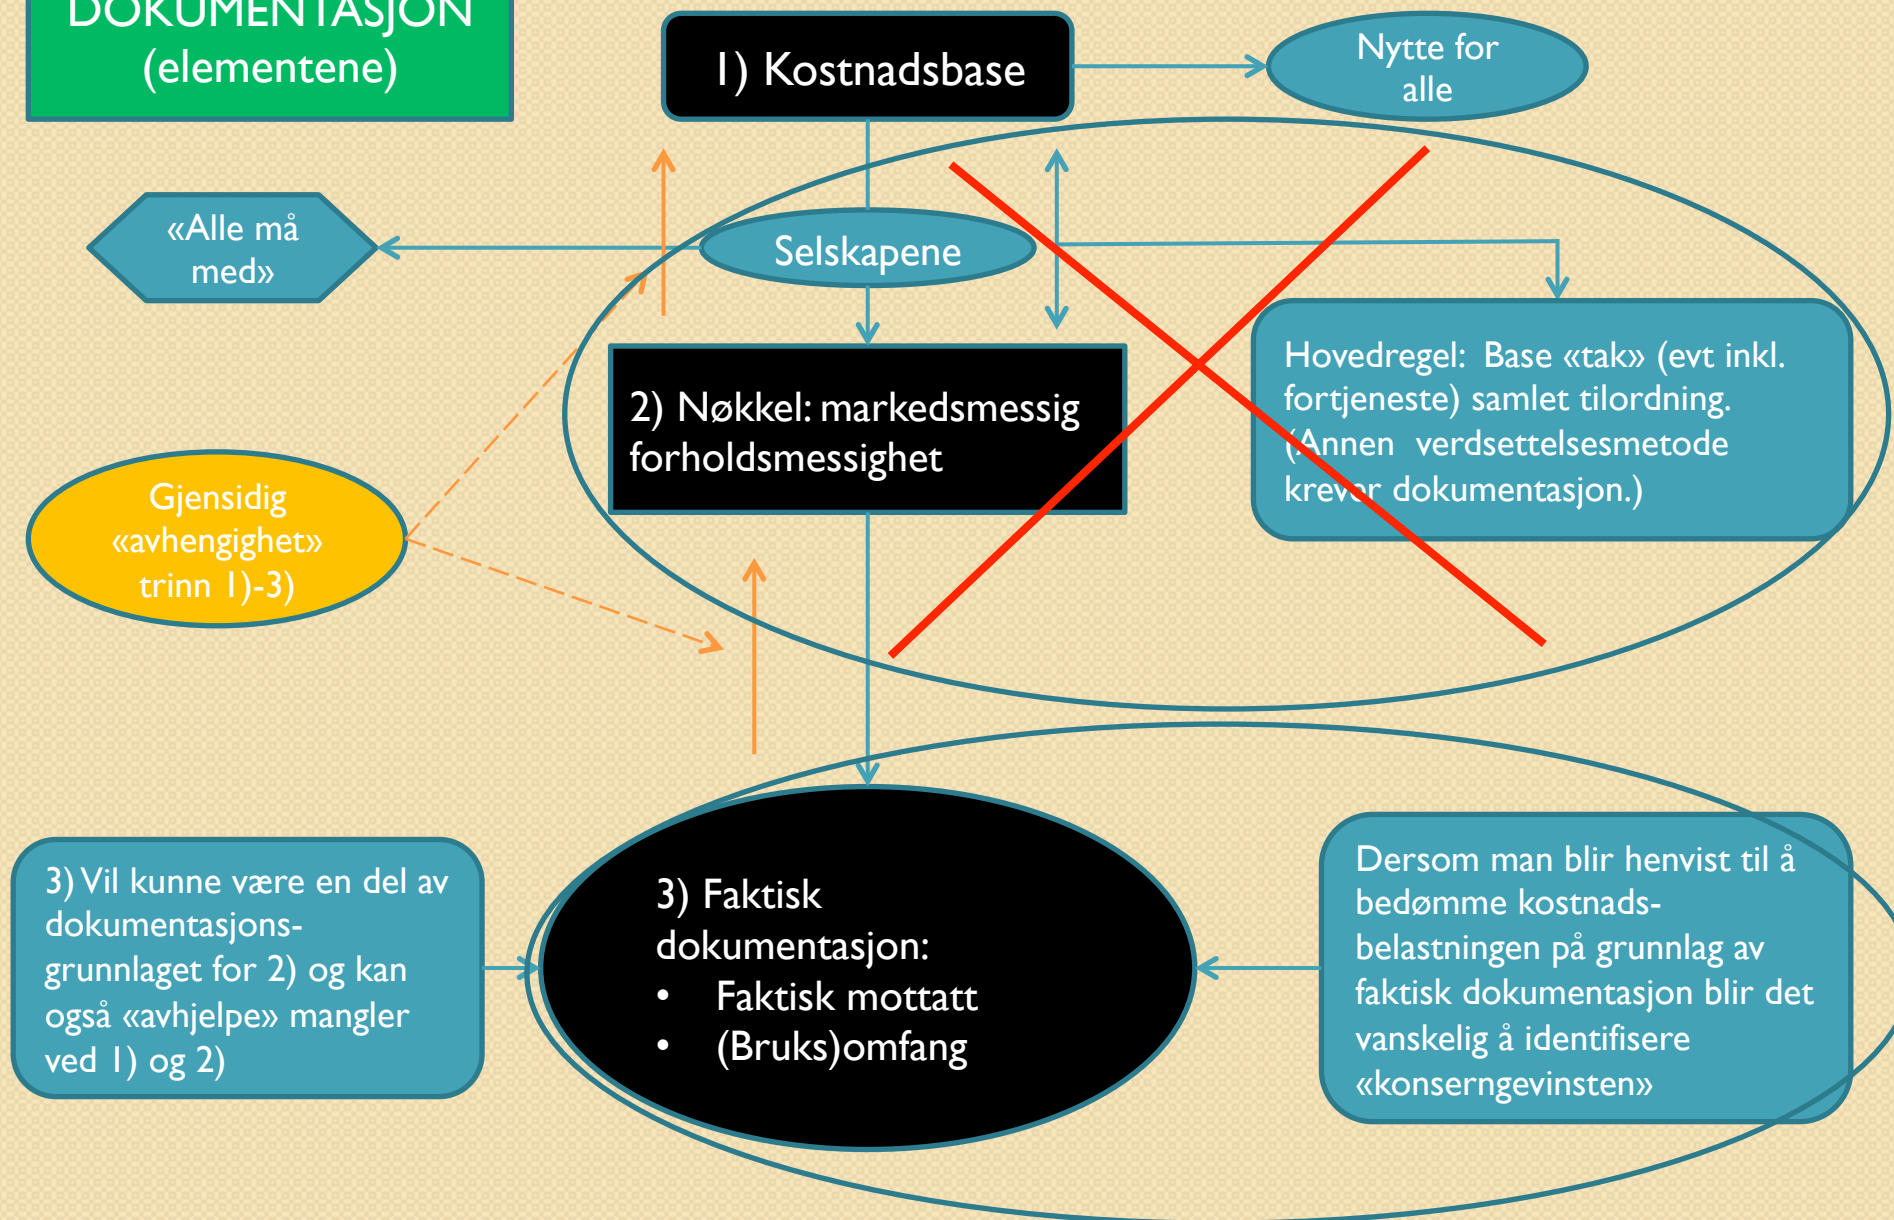 DOKUMENTASJON
(elementene)
1) Kostnadsbase
Nytte for
alle
«Alle må
med»
Selskapene
2) Nøkkel: markedsmessig
forholdsmessighet
Hovedregel: Base «tak» (evt inkl.
fortjeneste) samlet tilordning.
(Annen verdsettelsesmetode
krever dokumentasjon.)
Gjensidig
«avhengighet»
trinn 1)-3)
3) Vil kunne være en del av
dokumentasjons-
grunnlaget for 2) og kan
også «avhjelpe» mangler
ved 1) og 2)
3) Faktisk
dokumentasjon:
• Faktisk mottatt
• (Bruks)omfang
Dersom man blir henvist til å
bedømme kostnads-
belastningen på grunnlag av
faktisk dokumentasjon blir det
vanskelig å identifisere
«konserngevinsten»